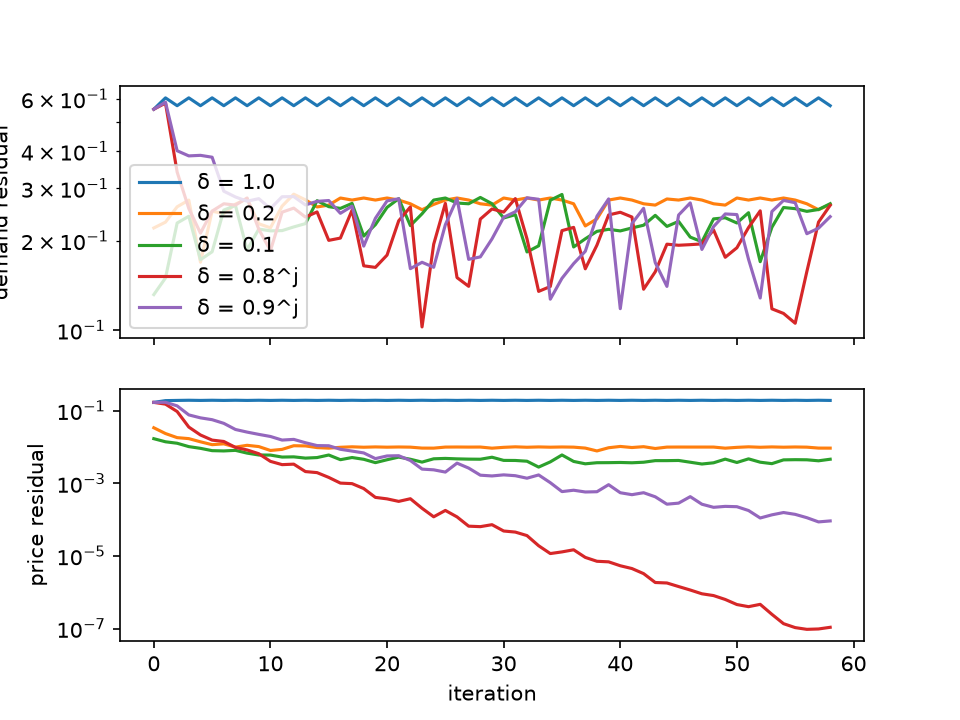 6 × 10⁻¹
4 × 10⁻¹
3 × 10⁻¹
2 × 10⁻¹
10⁻¹
demand residual
δ = 1.0
δ = 0.2
δ = 0.1
δ = 0.8^j
δ = 0.9^j
10⁻¹
10⁻³
10⁻⁵
10⁻⁷
price residual
0 10 20 30 40 50 60
iteration